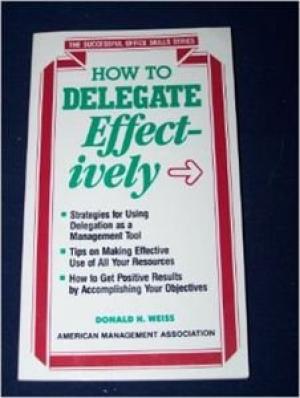 THE SUCCESSFUL OFFICE SKILLS SERIES
HOW TO
DELEGATE
Effect-
ively
Strategies for Using
Delegation as a
Management Tool
Tips on Making Effective
Use of All Your Resources
How to Get Positive Results
by Accomplishing Your Objectives
DONALD H. WEISS
AMERICAN MANAGEMENT ASSOCIATION